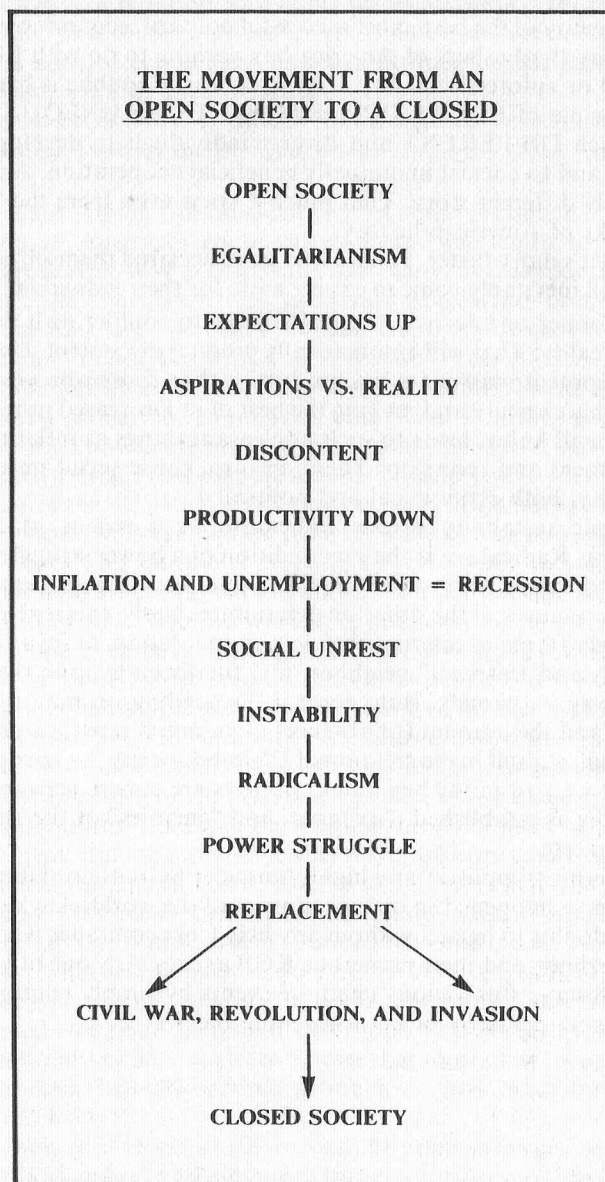 THE MOVEMENT FROM AN
OPEN SOCIETY TO A CLOSED
OPEN SOCIETY
EGALITARIANISM
EXPECTATIONS UP
ASPIRATIONS VS. REALITY
DISCONTENT
PRODUCTIVITY DOWN
INFLATION AND UNEMPLOYMENT = RECESSION
SOCIAL UNREST
INSTABILITY
RADICALISM
POWER STRUGGLE
REPLACEMENT
CIVIL WAR, REVOLUTION, AND INVASION
CLOSED SOCIETY